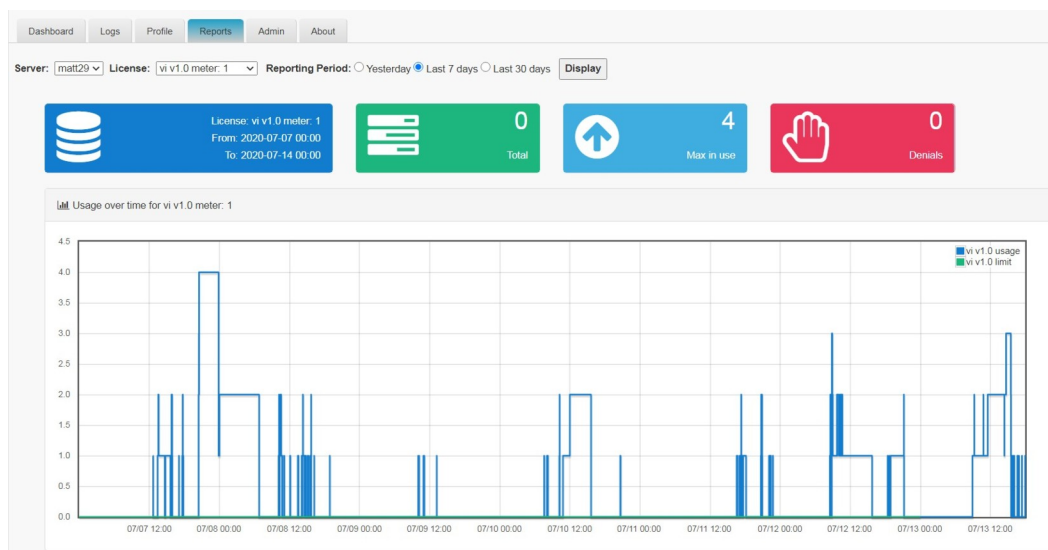 Dashboard Logs Profile Reports Admin About
Server: matt29 License: vi v1.0 meter: 1 Reporting Period: Yesterday Last 7 days Last 30 days Display
License: vi v1.0 meter: 1
From: 2020-07-07 00:00
To: 2020-07-14 00:00
0
Total
4
Max in use
0
Denials
Usage over time for vi v1.0 meter: 1
vi v1.0 usage
vi v1.0 limit
4.5
4.0
3.5
3.0
2.5
2.0
1.5
1.0
0.5
0.0
07/07 12:00 07/08 00:00 07/08 12:00 07/09 00:00 07/09 12:00 07/10 00:00 07/10 12:00 07/11 00:00 07/11 12:00 07/12 00:00 07/12 12:00 07/13 00:00 07/13 12:00